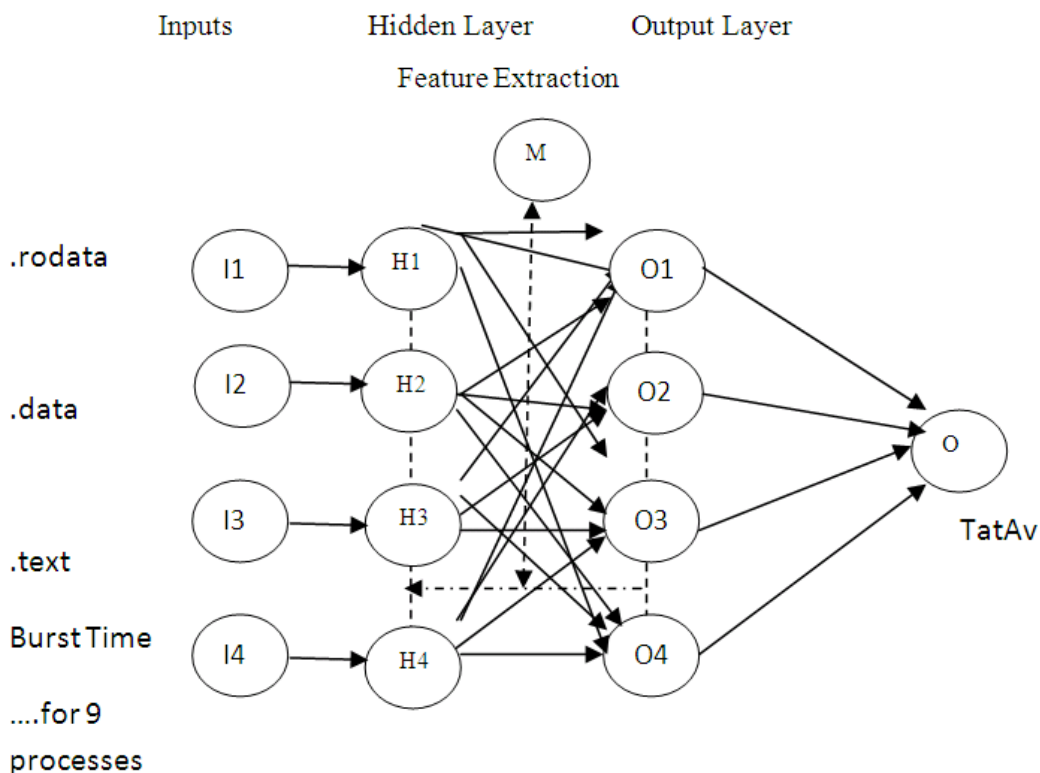 Inputs Hidden Layer Output Layer
Feature Extraction
M
.rodata I1 H1 O1
I2 H2 O2
.data
O
I3 H3 O3
TatAv
.text
Burst Time
I4 H4 O4
....for 9
processes